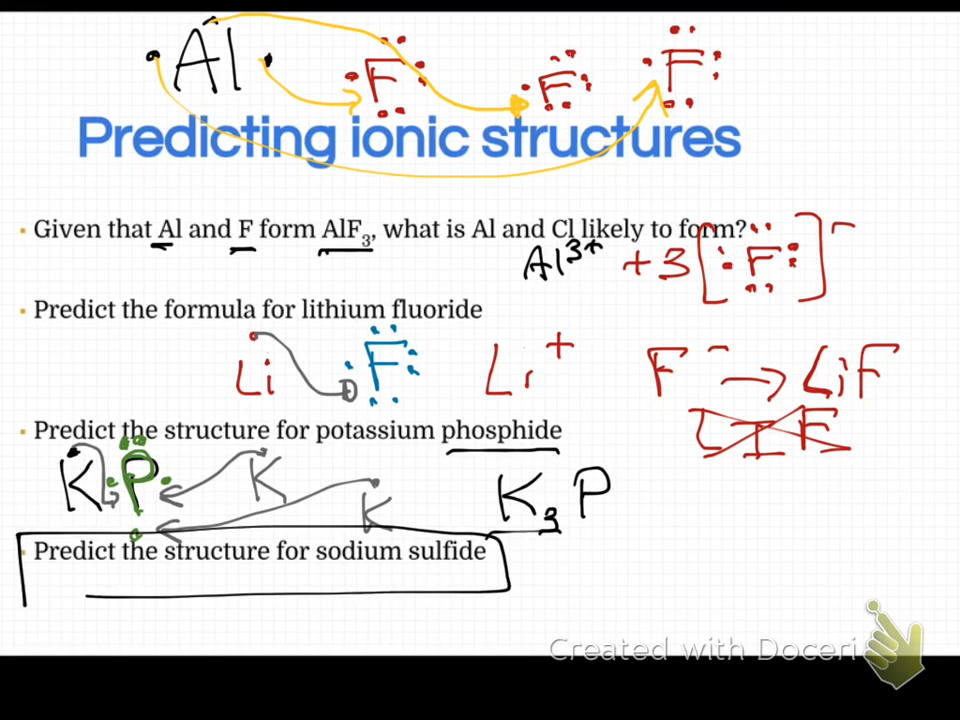 Al F F F
Predicting ionic structures
Given that Al and F form AlF₃, what is Al and Cl likely to form?
Al³⁺ + 3 [F]⁻
Predict the formula for lithium fluoride
Li F Li⁺ F⁻ → LiF
LIF
Predict the structure for potassium phosphide
K P K K K₃P
Predict the structure for sodium sulfide
Created with Doceri